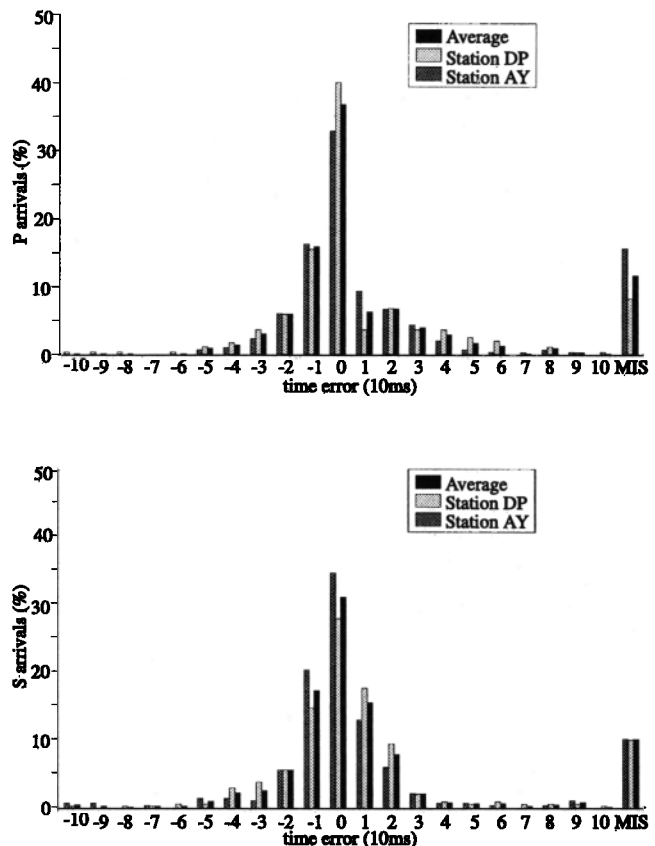 50
40
30
20
10
0
P arrivals (%)
Average
Station DP
Station AY
-10 -9 -8 -7 -6 -5 -4 -3 -2 -1 0 1 2 3 4 5 6 7 8 9 10 MIS
time error (10ms)
50
40
30
20
10
0
S arrivals (%)
Average
Station DP
Station AY
-10 -9 -8 -7 -6 -5 -4 -3 -2 -1 0 1 2 3 4 5 6 7 8 9 10 MIS
time error (10ms)